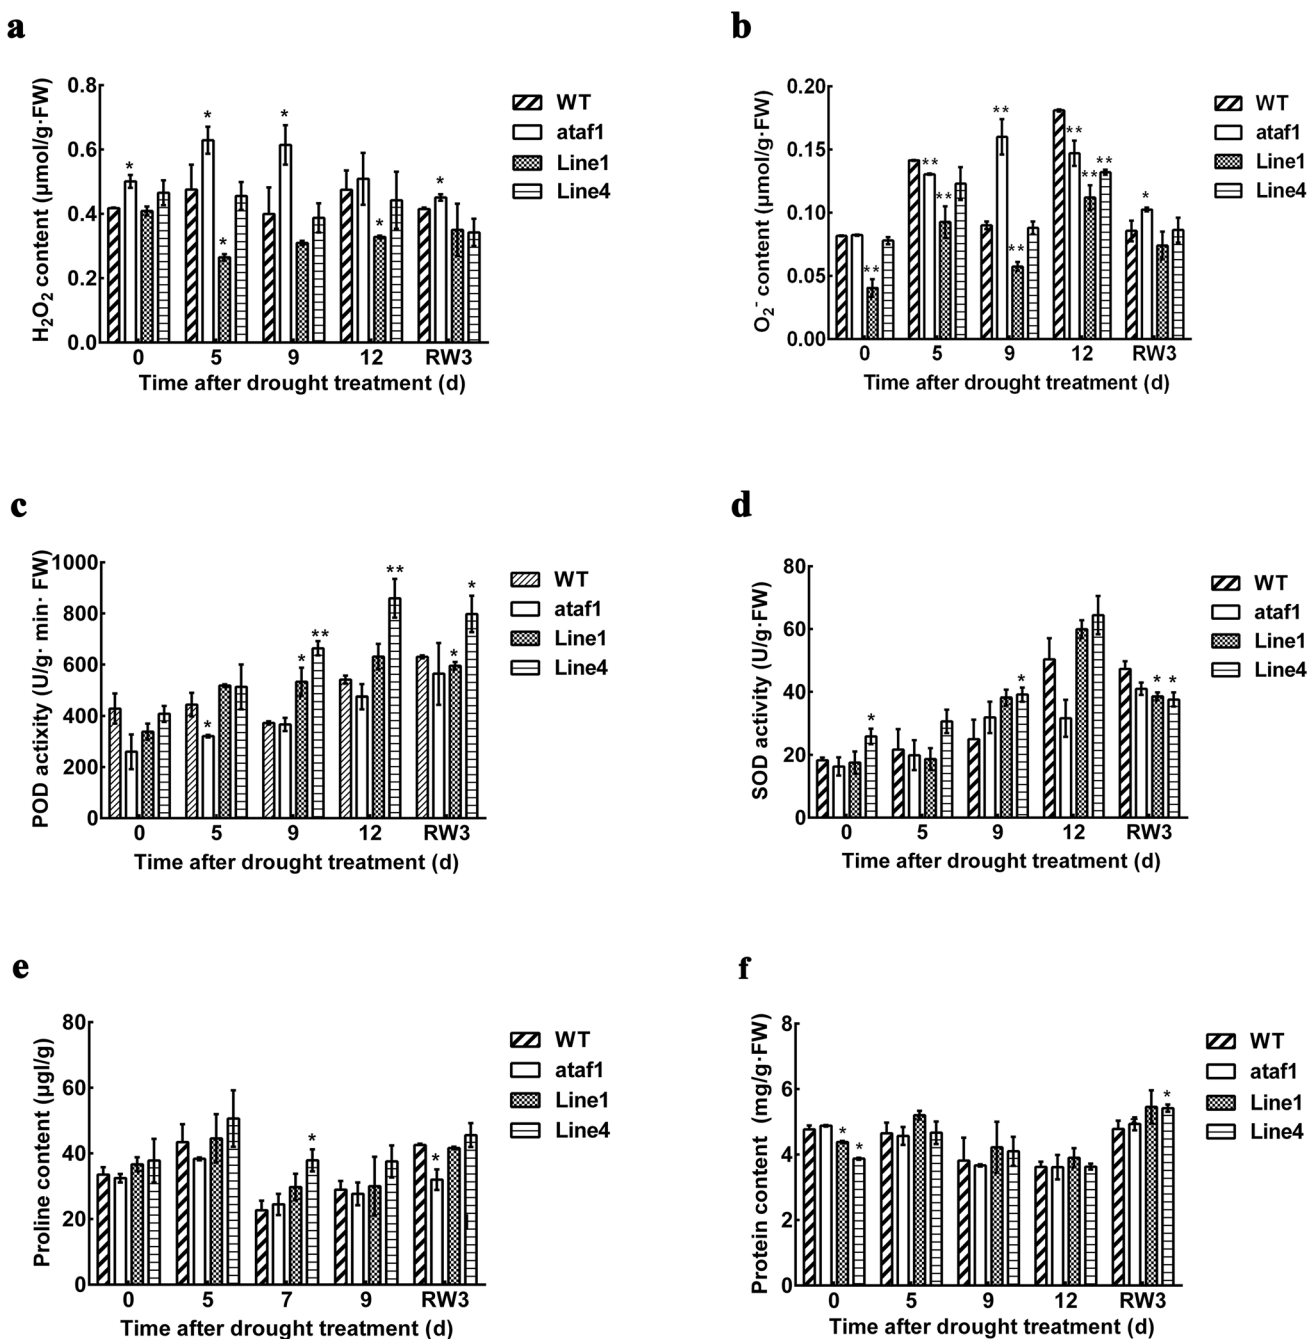 a
H₂O₂ content (μmol/g·FW)
0.8
0.6
0.4
0.2
0.0
* * * * * *
0 5 9 12 RW3
Time after drought treatment (d)
WT
ataf1
Line1
Line4
b
O₂⁻ content (μmol/g·FW)
0.20
0.15
0.10
0.05
0.00
** ** ** ** ** ** ** ** *
0 5 9 12 RW3
Time after drought treatment (d)
WT
ataf1
Line1
Line4
c
POD actixity (U/g· min· FW)
1000
800
600
400
200
0
* * ** ** * *
0 5 9 12 RW3
Time after drought treatment (d)
WT
ataf1
Line1
Line4
d
SOD activity (U/g·FW)
80
60
40
20
0
* * * *
0 5 9 12 RW3
Time after drought treatment (d)
WT
ataf1
Line1
Line4
e
Proline content (μgl/g)
80
60
40
20
0
* *
0 5 7 9 RW3
Time after drought treatment (d)
WT
ataf1
Line1
Line4
f
Protein content (mg/g·FW)
8
6
4
2
0
* * *
0 5 9 12 RW3
Time after drought treatment (d)
WT
ataf1
Line1
Line4